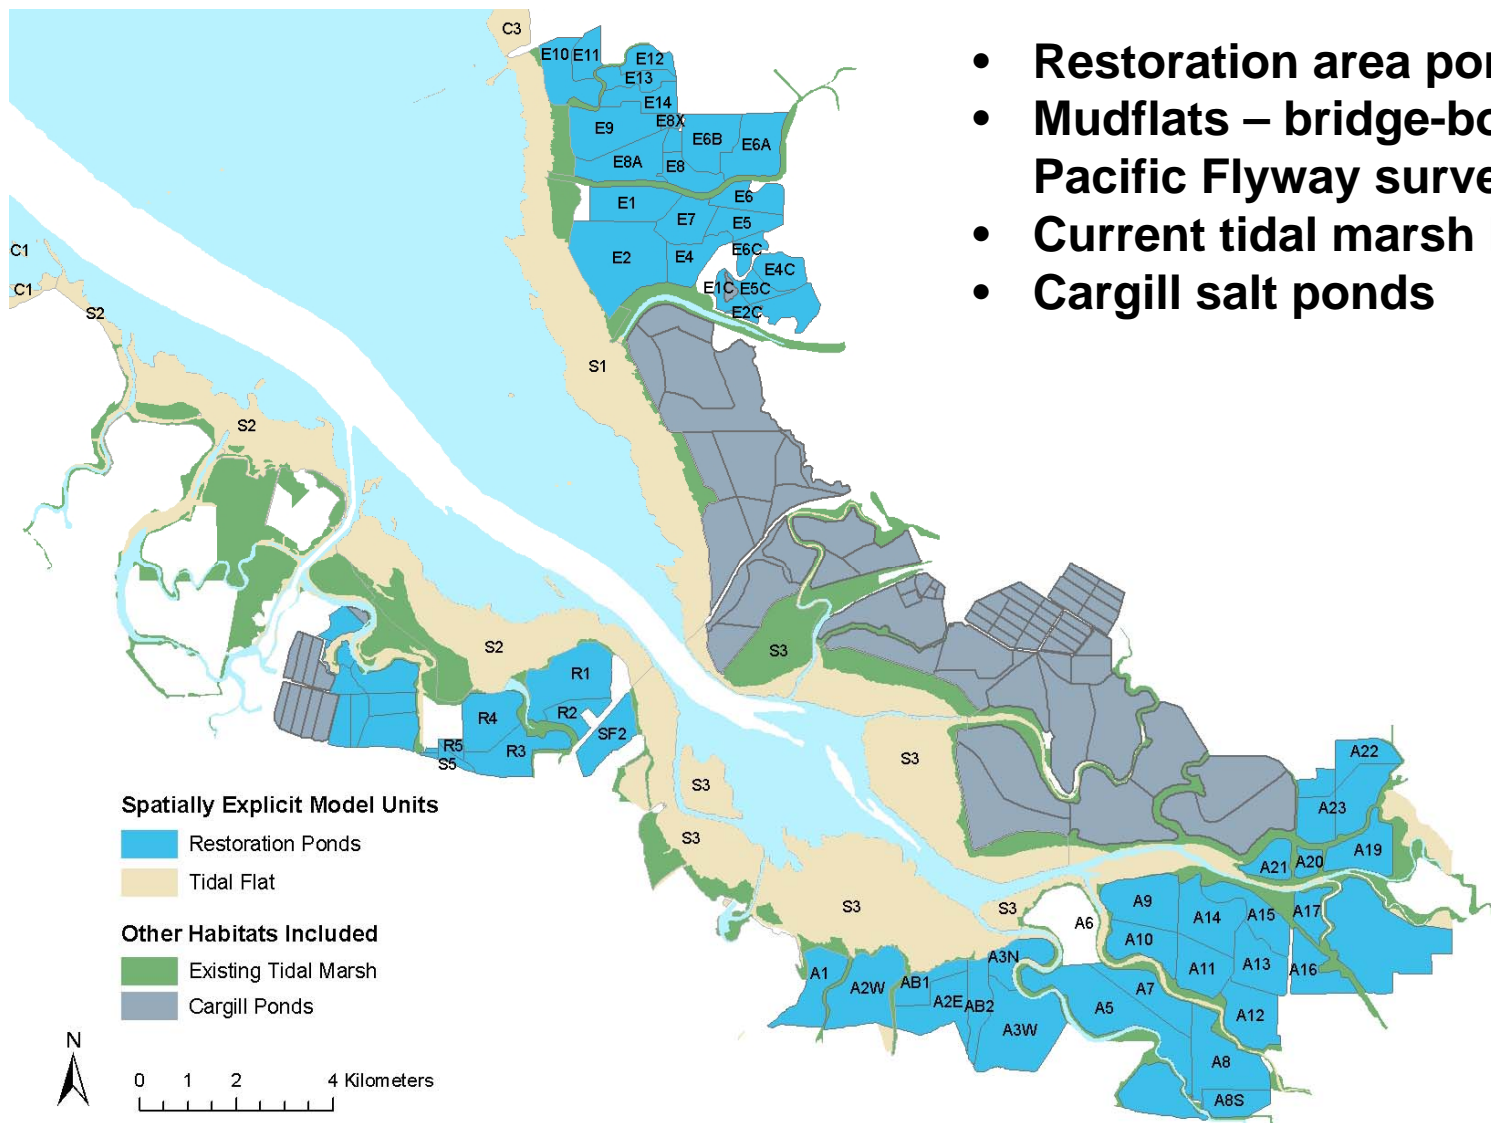 • Restoration area
• Mudflats –
Pacific Flyway
• Current tidal marsh
• Cargill salt ponds
C3
E10 E11
E12
E13
E14
E8X
E9
E6B
E6A
E8A
E8
E6
E1
E7
E5
E6C
E2
E4
E4C
E1C E5C
E2C
C1
C1
S2
S1
S2
S2
S3
R1
R2
R4
SF2
R5
R3
S5
S3
S3
S3
S3
S3
A22
A23
A19
A20
A21
A9
A14
A15
A17
A6
A10
A11
A13
A16
A3N
A1
A2W
AB1
A2E
AB2
A3W
A7
A5
A12
A8
A8S
Spatially Explicit Model Units
Restoration Ponds
Tidal Flat
Other Habitats Included
Existing Tidal Marsh
Cargill Ponds
N
0 1 2 4 Kilometers